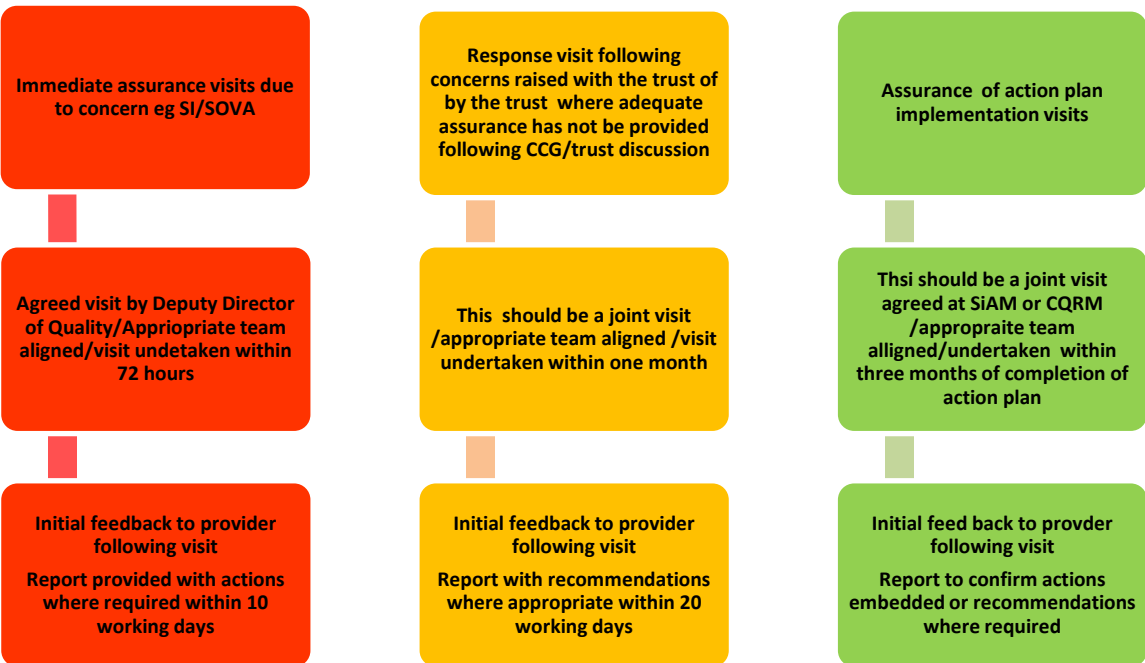 Immediate assurance visits due
to concern eg SI/SOVA
Agreed visit by Deputy Director
of Quality/Appriopriate team
aligned/visit undetaken within
72 hours
Initial feedback to provider
following visit
Report provided with actions
where required within 10
working days
Response visit following
concerns raised with the trust of
by the trust where adequate
assurance has not be provided
following CCG/trust discussion
This should be a joint visit
/appropriate team aligned /visit
undertaken within one month
Initial feedback to provider
following visit
Report with recommendations
where appropriate within 20
working days
Assurance of action plan
implementation visits
Thsi should be a joint visit
agreed at SiAM or CQRM
/appropraite team
alligned/undertaken within
three months of completion of
action plan
Initial feed back to provder
following visit
Report to confirm actions
embedded or recommendations
where required